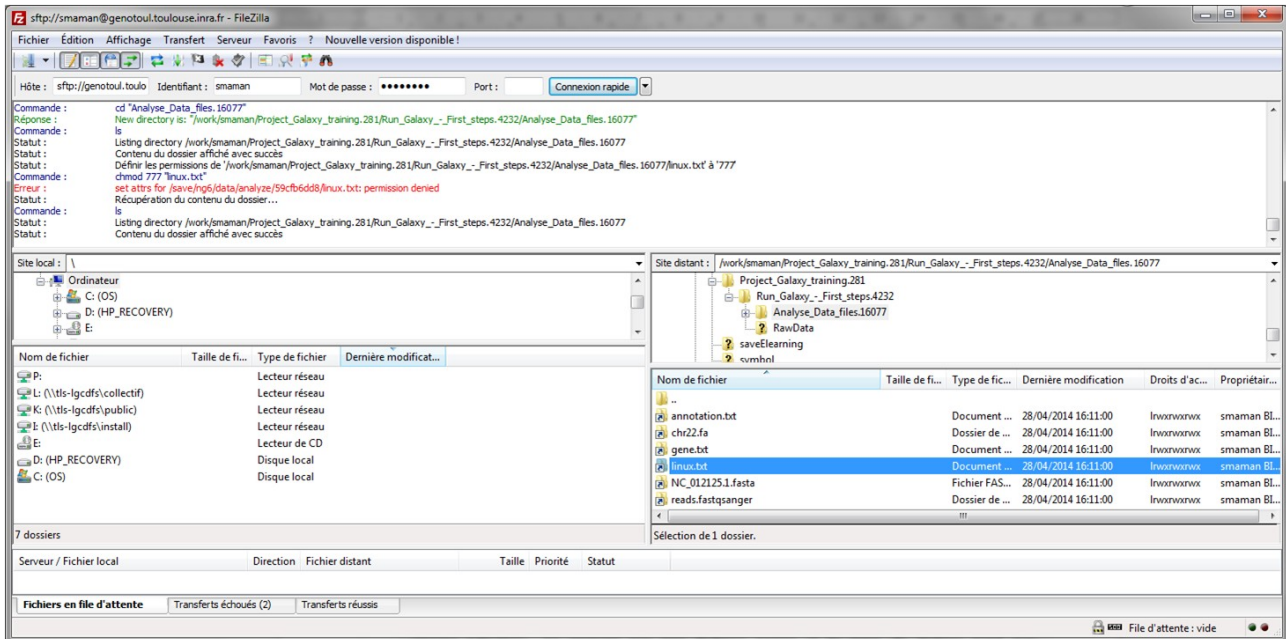 sftp://smaman@genotoul.toulouse.inra.fr - FileZilla
Fichier Édition Affichage Transfert Serveur Favoris ? Nouvelle version disponible !
Hôte : sftp://genotoul.toulo Identifiant : smaman Mot de passe : ●●●●●●●● Port : Connexion rapide
Commande : cd "Analyse_Data_files.16077"
Réponse : New directory is: "/work/smaman/Project_Galaxy_training.281/Run_Galaxy_-_First_steps.4232/Analyse_Data_files.16077"
Commande : ls
Statut : Listing directory /work/smaman/Project_Galaxy_training.281/Run_Galaxy_-_First_steps.4232/Analyse_Data_files.16077
Statut : Contenu du dossier affiché avec succès
Statut : Définir les permissions de '/work/smaman/Project_Galaxy_training.281/Run_Galaxy_-_First_steps.4232/Analyse_Data_files.16077/linux.txt' à '777'
Commande : chmod 777 "linux.txt"
Erreur : set attrs for /save/ng6/data/analyze/59cfb6dd8/linux.txt: permission denied
Statut : Récupération du contenu du dossier...
Commande : ls
Statut : Listing directory /work/smaman/Project_Galaxy_training.281/Run_Galaxy_-_First_steps.4232/Analyse_Data_files.16077
Statut : Contenu du dossier affiché avec succès
Site local : \
Ordinateur
C: (OS)
D: (HP_RECOVERY)
E:
Nom de fichier Taille de fi... Type de fichier Dernière modificat...
P: Lecteur réseau
L: (\\tls-lgcdfs\collectif) Lecteur réseau
K: (\\tls-lgcdfs\public) Lecteur réseau
I: (\\tls-lgcdfs\install) Lecteur réseau
E: Lecteur de CD
D: (HP_RECOVERY) Disque local
C: (OS) Disque local
7 dossiers
Site distant : /work/smaman/Project_Galaxy_training.281/Run_Galaxy_-_First_steps.4232/Analyse_Data_files.16077
Project_Galaxy_training.281
Run_Galaxy_-_First_steps.4232
Analyse_Data_files.16077
? RawData
? saveElearning
? symbol
Nom de fichier Taille de fi... Type de fic... Dernière modification Droits d'ac... Propriétair...
..
annotation.txt Document ... 28/04/2014 16:11:00 lrwxrwxrwx smaman BI...
chr22.fa Dossier de ... 28/04/2014 16:11:00 lrwxrwxrwx smaman BI...
gene.txt Document ... 28/04/2014 16:11:00 lrwxrwxrwx smaman BI...
linux.txt Document ... 28/04/2014 16:11:00 lrwxrwxrwx smaman BI...
NC_012125.1.fasta Fichier FAS... 28/04/2014 16:11:00 lrwxrwxrwx smaman BI...
reads.fastqsanger Dossier de ... 28/04/2014 16:11:00 lrwxrwxrwx smaman BI...
Sélection de 1 dossier.
Serveur / Fichier local Direction Fichier distant Taille Priorité Statut
Fichiers en file d'attente Transferts échoués (2) Transferts réussis
File d'attente : vide